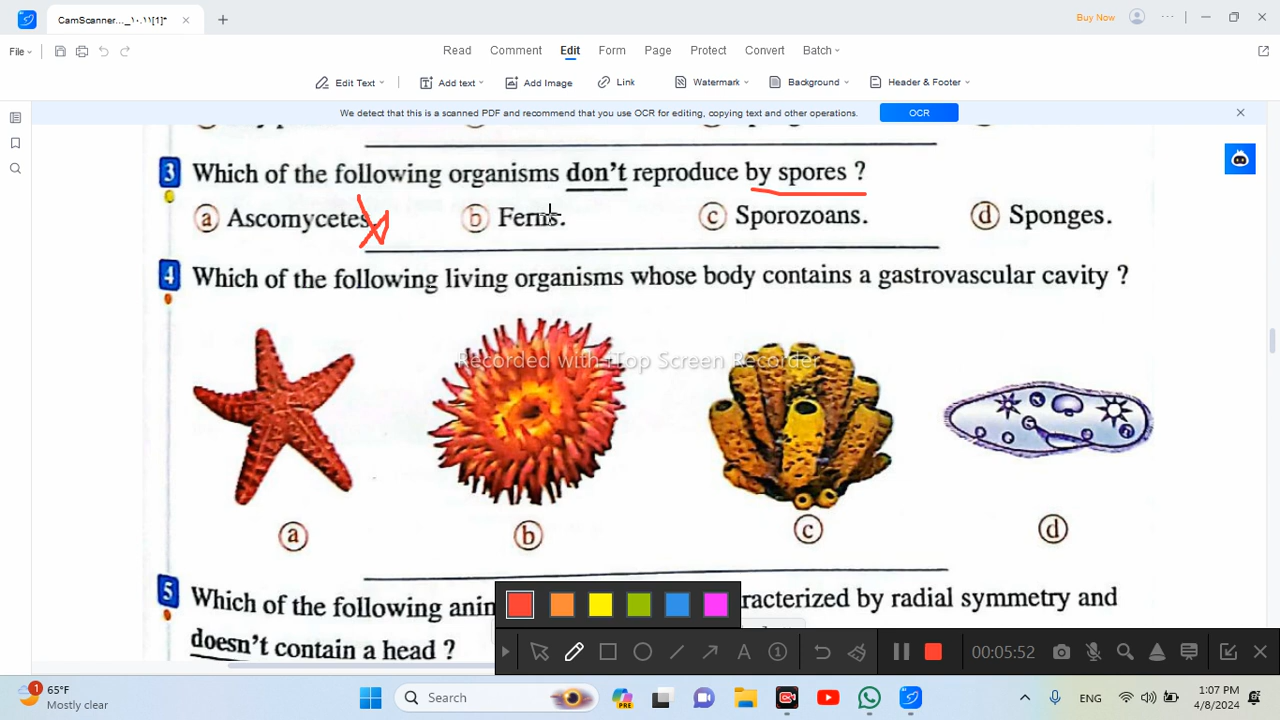 CamScanner..._١٠,١١[1]*
Buy Now
File
Read Comment Edit Form Page Protect Convert Batch
Edit Text Add text Add Image Link Watermark Background Header & Footer
We detect that this is a scanned PDF and recommend that you use OCR for editing, copying text and other operations. OCR
3 Which of the following organisms don't reproduce by spores ?
a Ascomycetes. b Ferns. c Sporozoans. d Sponges.
4 Which of the following living organisms whose body contains a gastrovascular cavity ?
Recorded with iTop Screen Recorder
a b c d
5 Which of the following
characterized by radial symmetry and
doesn't contain a head ?
00:05:52
1 65°F
Mostly clear
Search
PRE
ENG
1:07 PM
4/8/2024